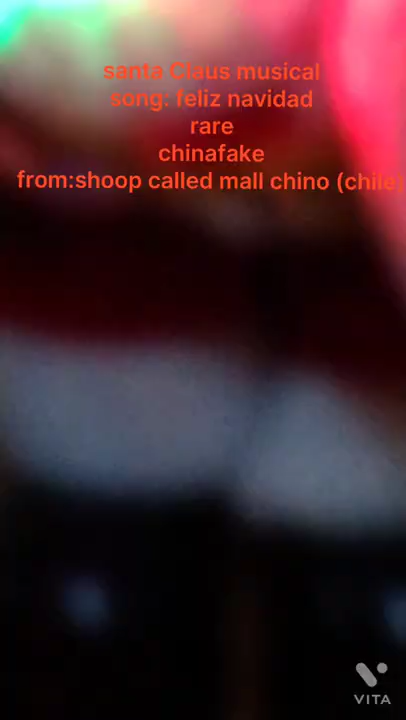 santa Claus musical
song: feliz navidad
rare
chinafake
from:shoop called mall chino (chile)
VITA